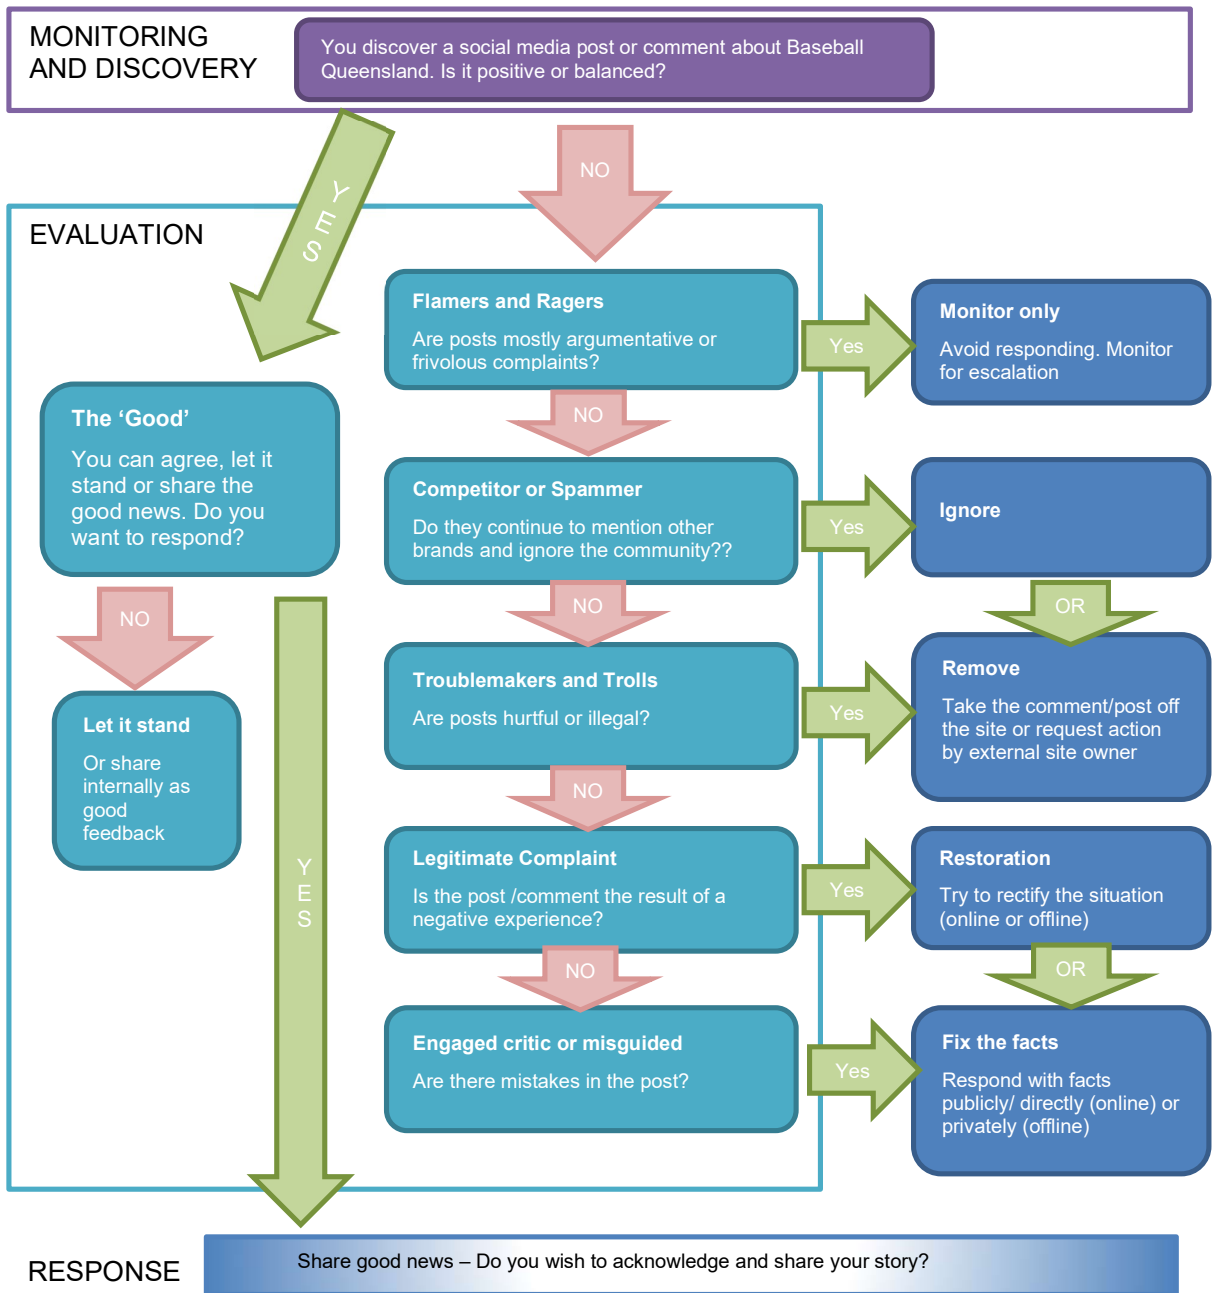 MONITORING
AND DISCOVERY
You discover a social media post or comment about Baseball
Queensland. Is it positive or balanced?
YES
NO
EVALUATION
Flamers and Ragers
Are posts mostly argumentative or
frivolous complaints?
Yes
Monitor only
Avoid responding. Monitor
for escalation
The ‘Good’
You can agree, let it
stand or share the
good news. Do you
want to respond?
NO
Competitor or Spammer
Do they continue to mention other
brands and ignore the community??
Yes
Ignore
NO
NO
OR
Let it stand
Or share
internally as
good
feedback
YES
Troublemakers and Trolls
Are posts hurtful or illegal?
Yes
Remove
Take the comment/post off
the site or request action
by external site owner
NO
Legitimate Complaint
Is the post /comment the result of a
negative experience?
Yes
Restoration
Try to rectify the situation
(online or offline)
NO
OR
Engaged critic or misguided
Are there mistakes in the post?
Yes
Fix the facts
Respond with facts
publicly/ directly (online) or
privately (offline)
RESPONSE
Share good news – Do you wish to acknowledge and share your story?